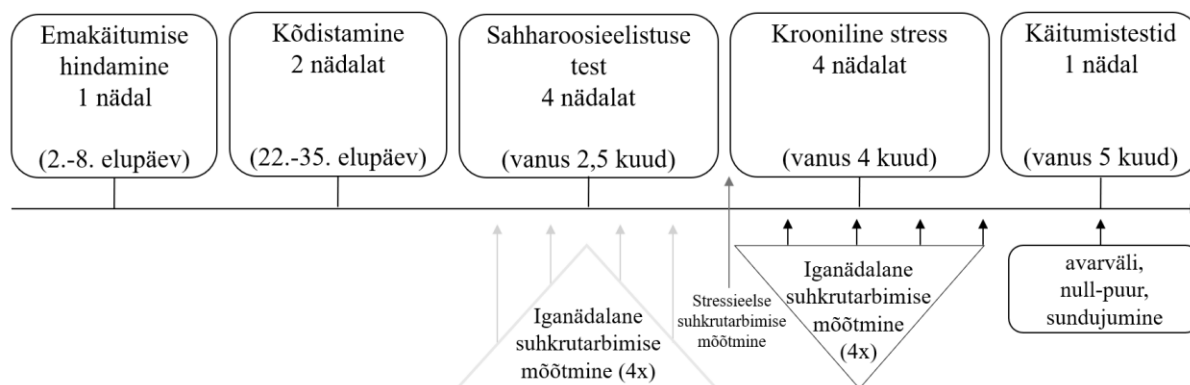 Emakäitumise
hindamine
1 nädal
(2.-8. elupäev)
Kõdistamine
2 nädalat
(22.-35. elupäev)
Sahharoosieelistuse
test
4 nädalat
(vanus 2,5 kuud)
Krooniline stress
4 nädalat
(vanus 4 kuud)
Käitumistestid
1 nädal
(vanus 5 kuud)
Iganädalane
suhkrutarbimise
mõõtmine (4x)
Stressieelse
suhkrutarbimise
mõõtmine
Iganädalane
suhkrutarbimise
mõõtmine
(4x)
avarväli,
null-puur,
sundujumine